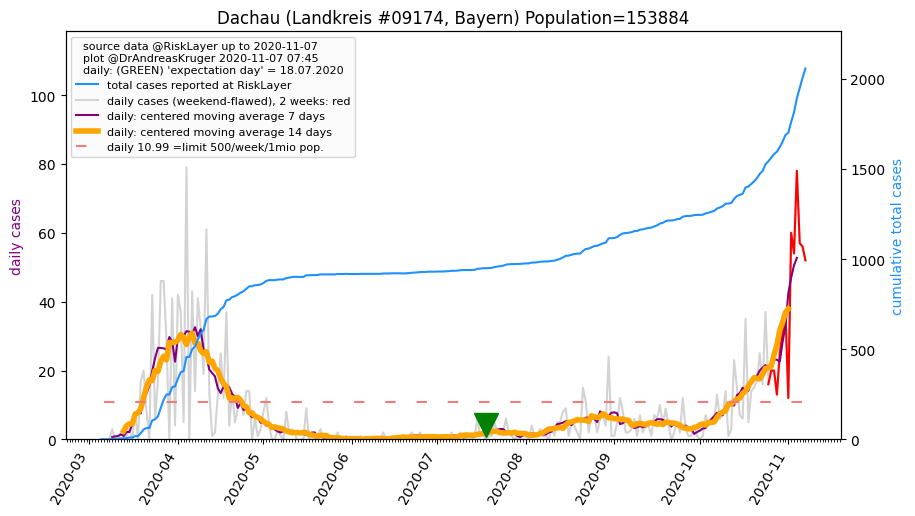 Dachau (Landkreis #09174, Bayern) Population=153884
source data @RiskLayer up to 2020-11-07
plot @DrAndreasKruger 2020-11-07 07:45
daily: (GREEN) 'expectation day' = 18.07.2020
total cases reported at RiskLayer
daily cases (weekend-flawed), 2 weeks: red
daily: centered moving average 7 days
daily: centered moving average 14 days
daily 10.99 =limit 500/week/1mio pop.
daily cases
100
80
60
40
20
0
cumulative total cases
2000
1500
1000
500
0
2020-03
2020-04
2020-05
2020-06
2020-07
2020-08
2020-09
2020-10
2020-11